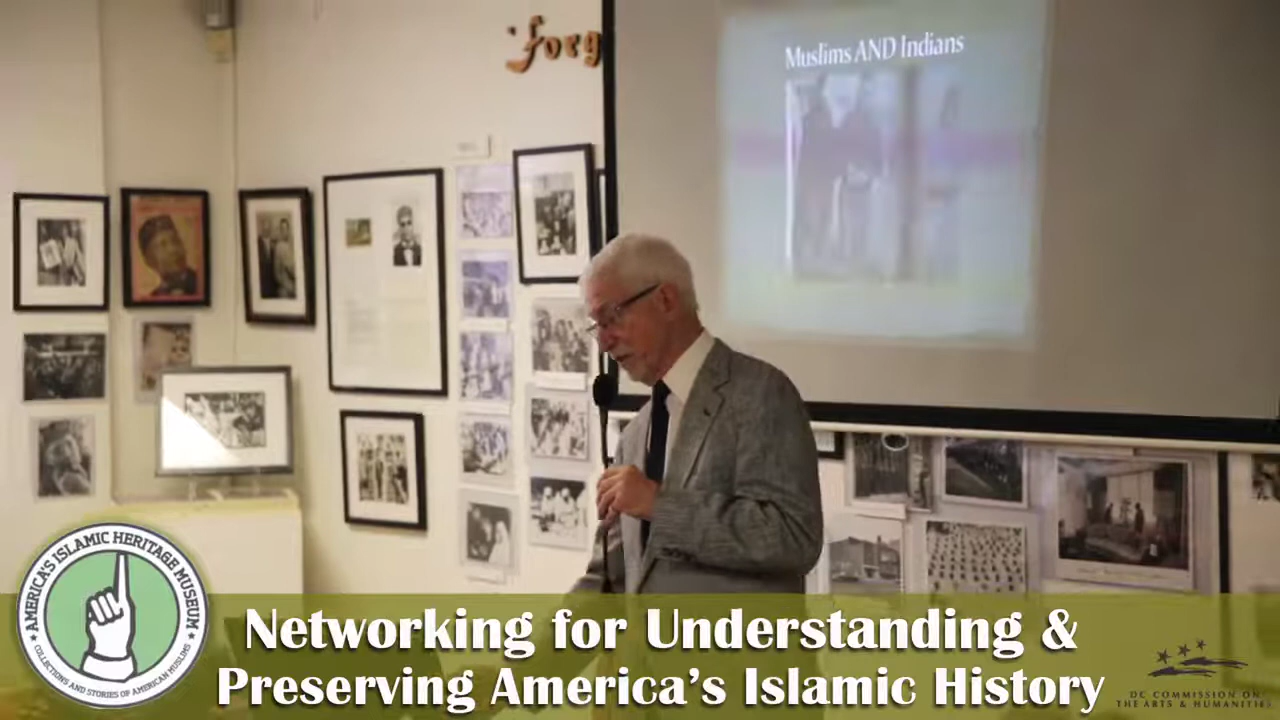 'forg
Muslims AND Indians
AMERICA'S ISLAMIC HERITAGE MUSEUM
COLLECTIONS AND STORIES OF AMERICAN MUSLIMS
Networking for Understanding &
Preserving America's Islamic History
DC COMMISSION ON
THE ARTS & HUMANITIES